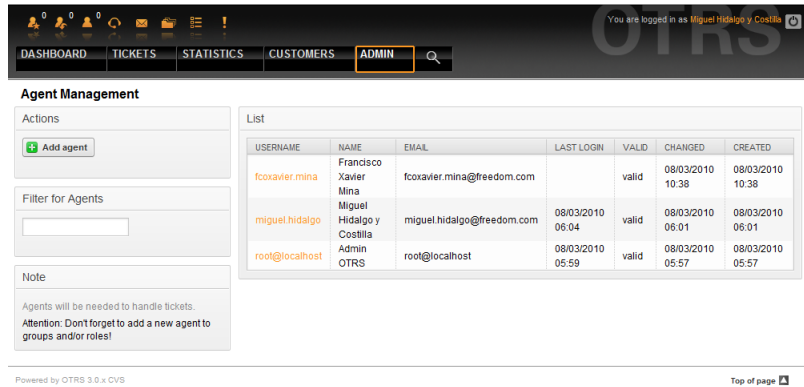 0 0 0
You are logged in as Miguel Hidalgo y Costilla
OTRS
DASHBOARD TICKETS STATISTICS CUSTOMERS ADMIN
Agent Management
Actions
Add agent
Filter for Agents
Note
Agents will be needed to handle tickets.
Attention: Don't forget to add a new agent to
groups and/or roles!
List
USERNAME NAME EMAIL LAST LOGIN VALID CHANGED CREATED
fcoxavier.mina Francisco Xavier Mina fcoxavier.mina@freedom.com valid 08/03/2010 10:38 08/03/2010 10:38
miguel.hidalgo Miguel Hidalgo y Costilla miguel.hidalgo@freedom.com 08/03/2010 06:04 valid 08/03/2010 06:01 08/03/2010 06:01
root@localhost Admin OTRS root@localhost 08/03/2010 05:59 valid 08/03/2010 05:57 08/03/2010 05:57
Powered by OTRS 3.0.x CVS
Top of page